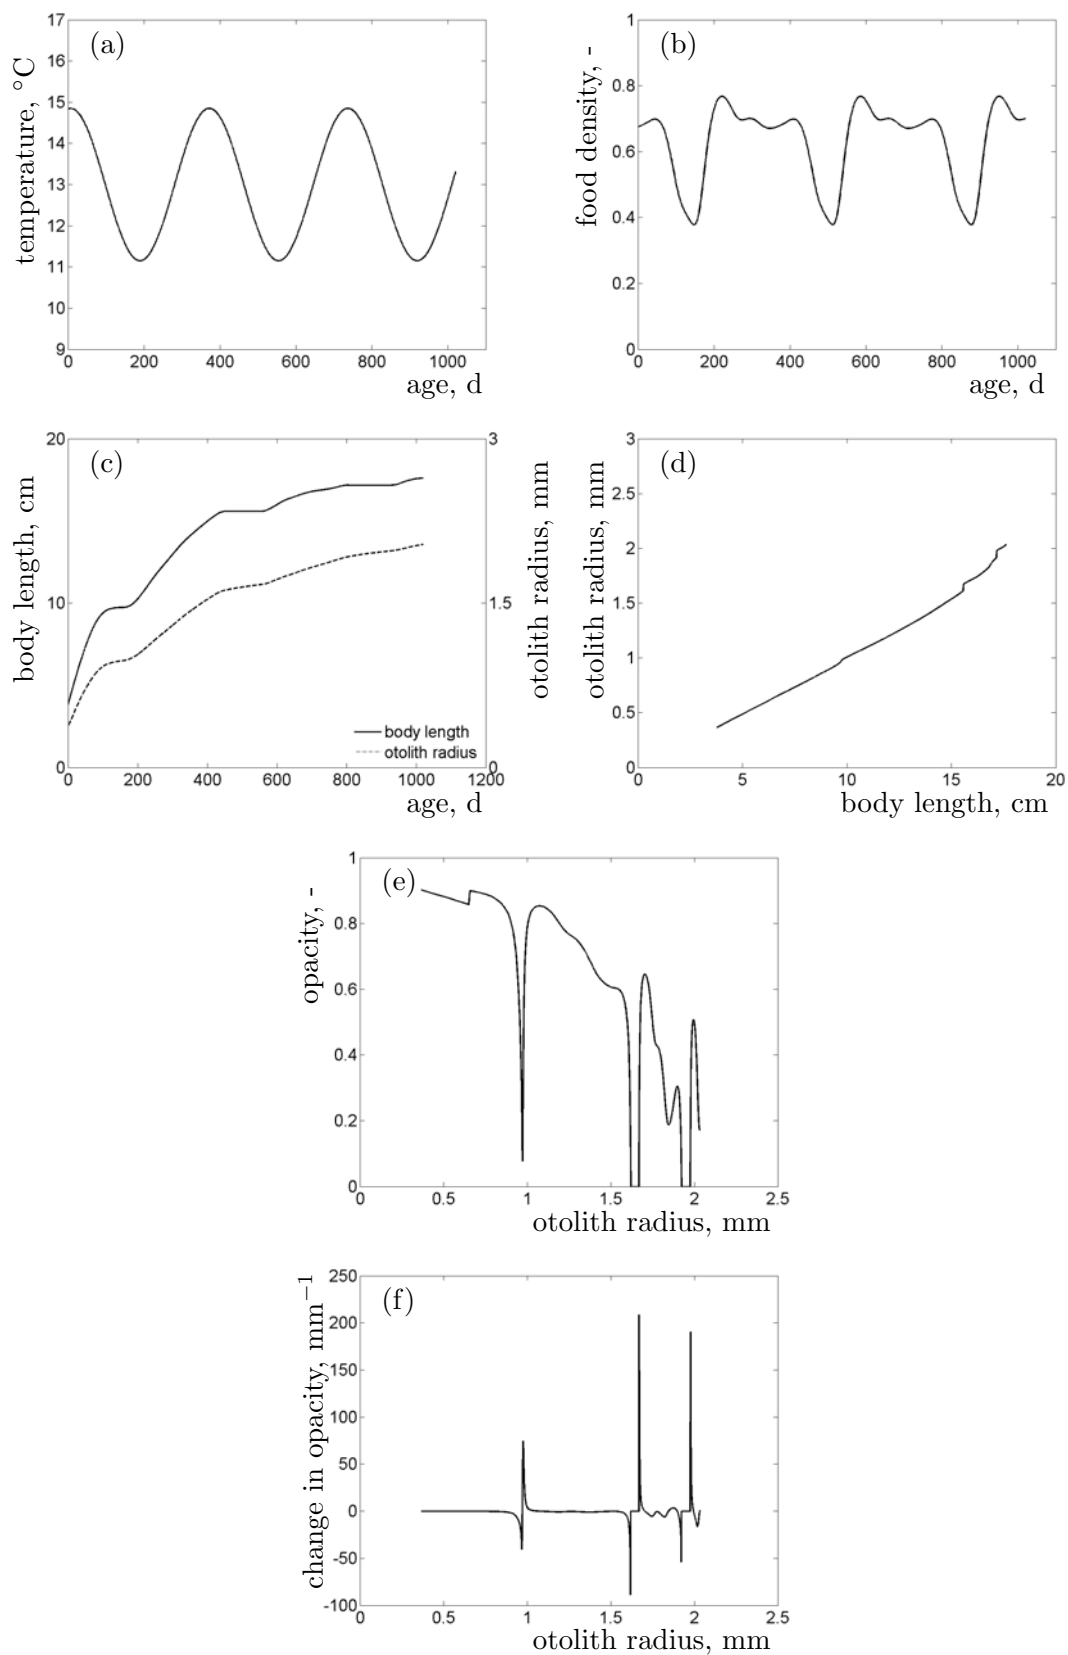 (a)
temperature, °C
17
16
15
14
13
12
11
10
9
0 200 400 600 800 1000
age, d
(b)
food density, -
1
0.8
0.6
0.4
0.2
0
0 200 400 600 800 1000
age, d
(c)
body length, cm
20
10
0
3
1.5
0
otolith radius, mm
body length
otolith radius
0 200 400 600 800 1000 1200
age, d
(d)
otolith radius, mm
3
2.5
2
1.5
1
0.5
0
0 5 10 15 20
body length, cm
(e)
opacity, -
1
0.8
0.6
0.4
0.2
0
0 0.5 1 1.5 2 2.5
otolith radius, mm
(f)
change in opacity, mm⁻¹
250
200
150
100
50
0
-50
-100
0 0.5 1 1.5 2 2.5
otolith radius, mm